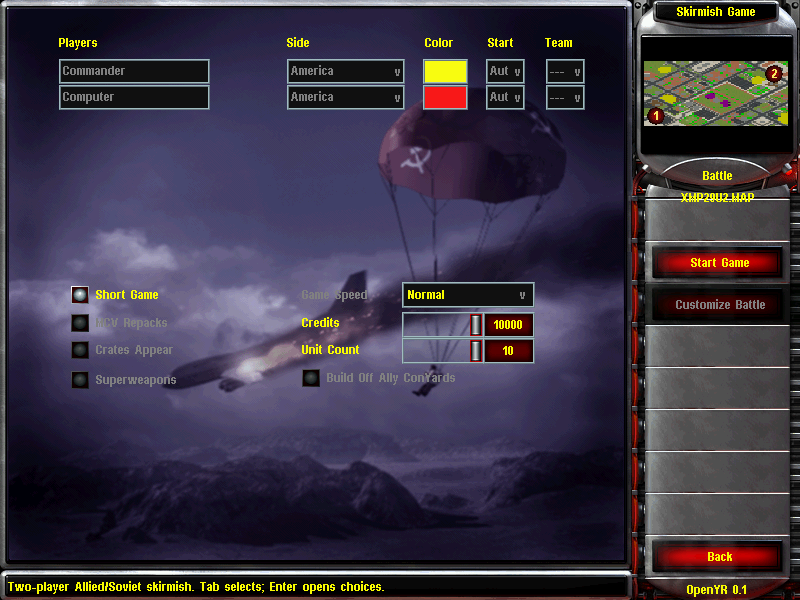 Skirmish Game
Players Side Color Start Team
Commander America v Aut v --- v
Computer America v Aut v --- v
1
2
Battle
XMP29U2.MAP
Start Game
Customize Battle
Short Game
MCV Repacks
Crates Appear
Superweapons
Game Speed Normal v
Credits 10000
Unit Count 10
Build Off Ally ConYards
Back
Two-player Allied/Soviet skirmish. Tab selects; Enter opens choices.
OpenYR 0.1